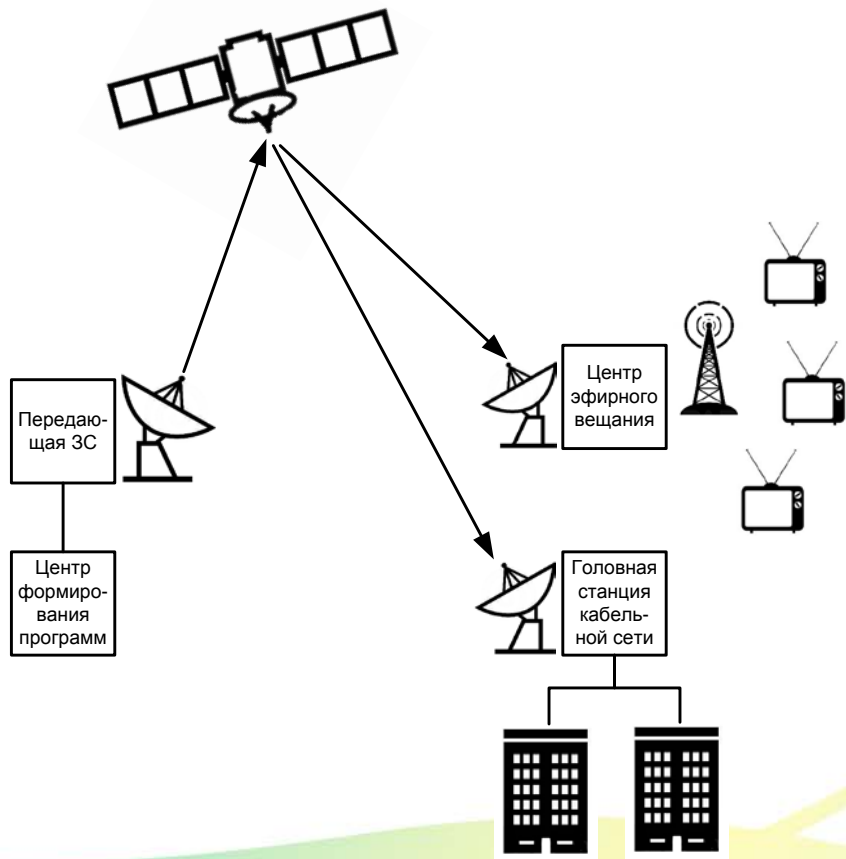 Передаю-
щая ЗС
Центр
формиро-
вания
программ
Центр
эфирного
вещания
Головная
станция
кабель-
ной сети